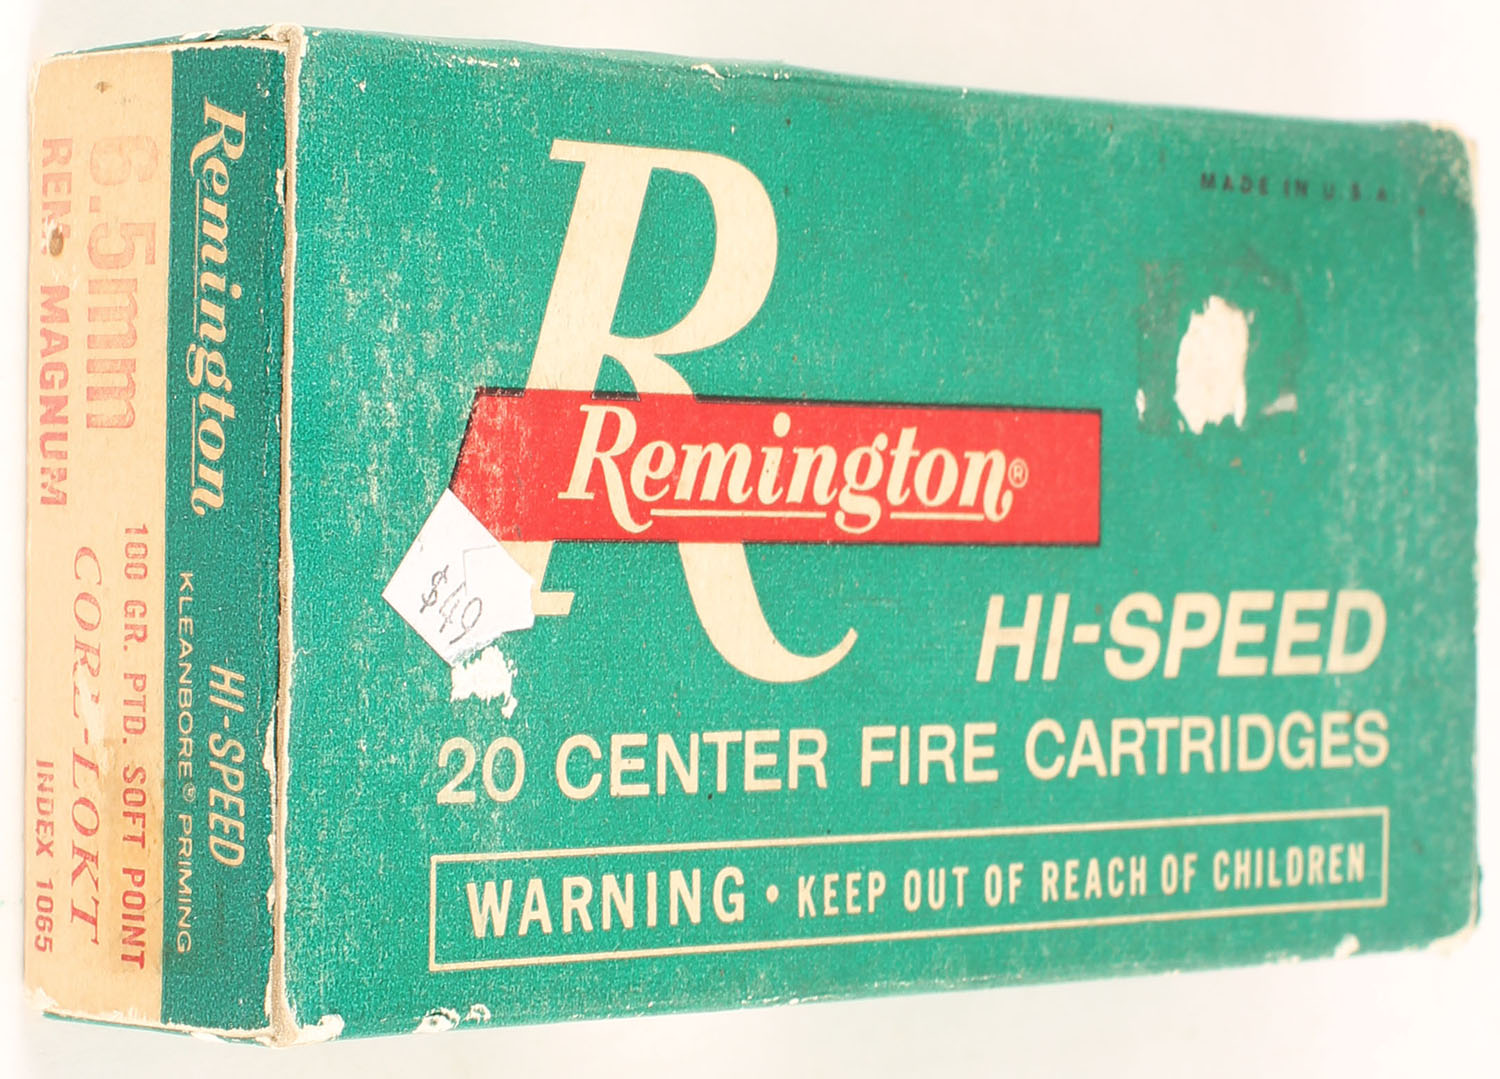 MADE IN U.S.A.
Remington®
HI-SPEED
20 CENTER FIRE CARTRIDGES
WARNING • KEEP OUT OF REACH OF CHILDREN
Remington
HI-SPEED
KLEANBORE® PRIMING
6.5mm
REM. MAGNUM
100 GR. PTD. SOFT POINT
CORE-LOKT
INDEX 1065